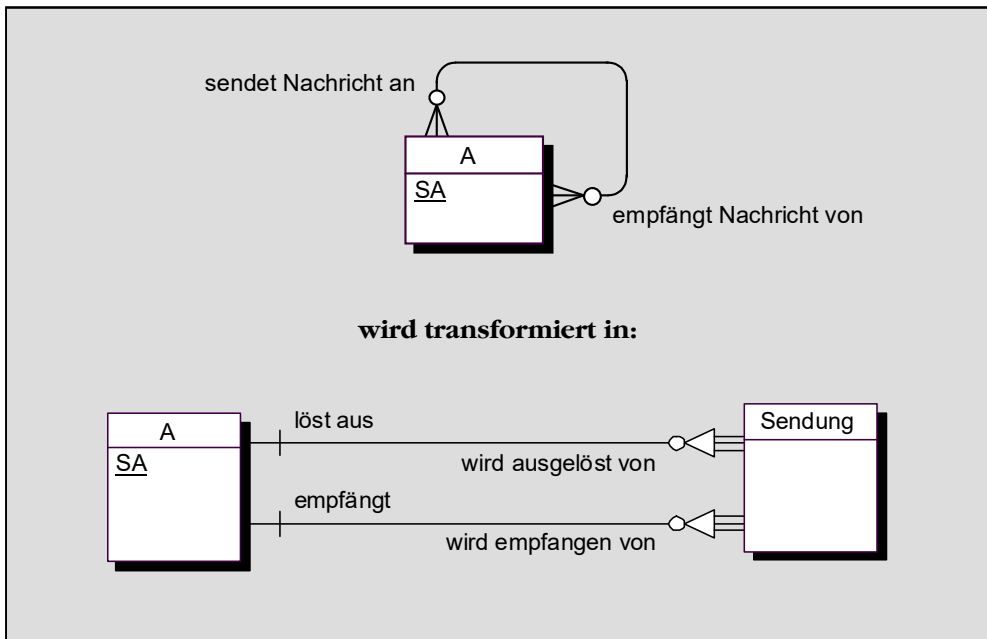 sendet Nachricht an
A
SA
empfängt Nachricht von
wird transformiert in:
A
SA
löst aus
wird ausgelöst von
empfängt
wird empfangen von
Sendung